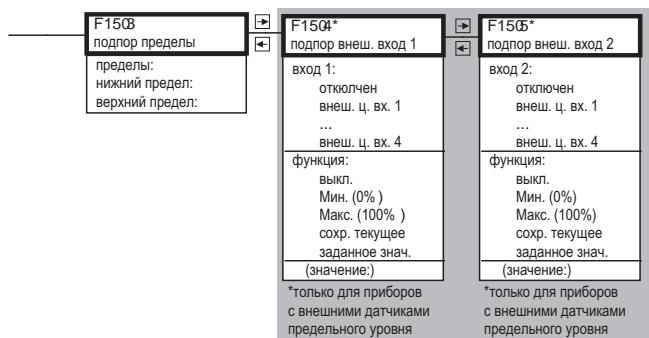 F1503
подпор пределы
пределы:
нижний предел:
верхний предел:
F1504*
подпор внеш. вход 1
вход 1:
откюлчен
внеш. ц. вх. 1
...
внеш. ц. вх. 4
функция:
выкл.
Мин. (0% )
Макс. (100% )
сохр. текущее
заданное знач.
(значение:)
*только для приборов
с внешними датчиками
предельного уровня
F1505*
подпор внеш. вход 2
вход 2:
отключен
внеш. ц. вх. 1
...
внеш. ц. вх. 4
функция:
выкл.
Мин. (0%)
Макс. (100%)
сохр. текущее
заданное знач.
(значение:)
*только для приборов
с внешними датчиками
предельного уровня